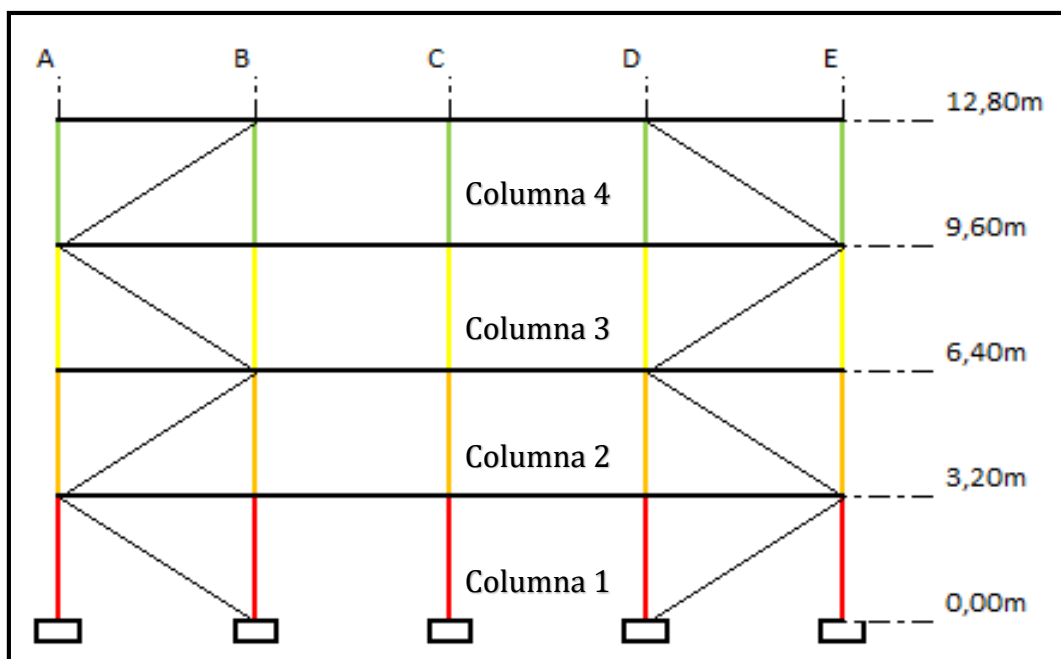 A B C D E
12,80m
Columna 4
9,60m
Columna 3
6,40m
Columna 2
3,20m
Columna 1
0,00m